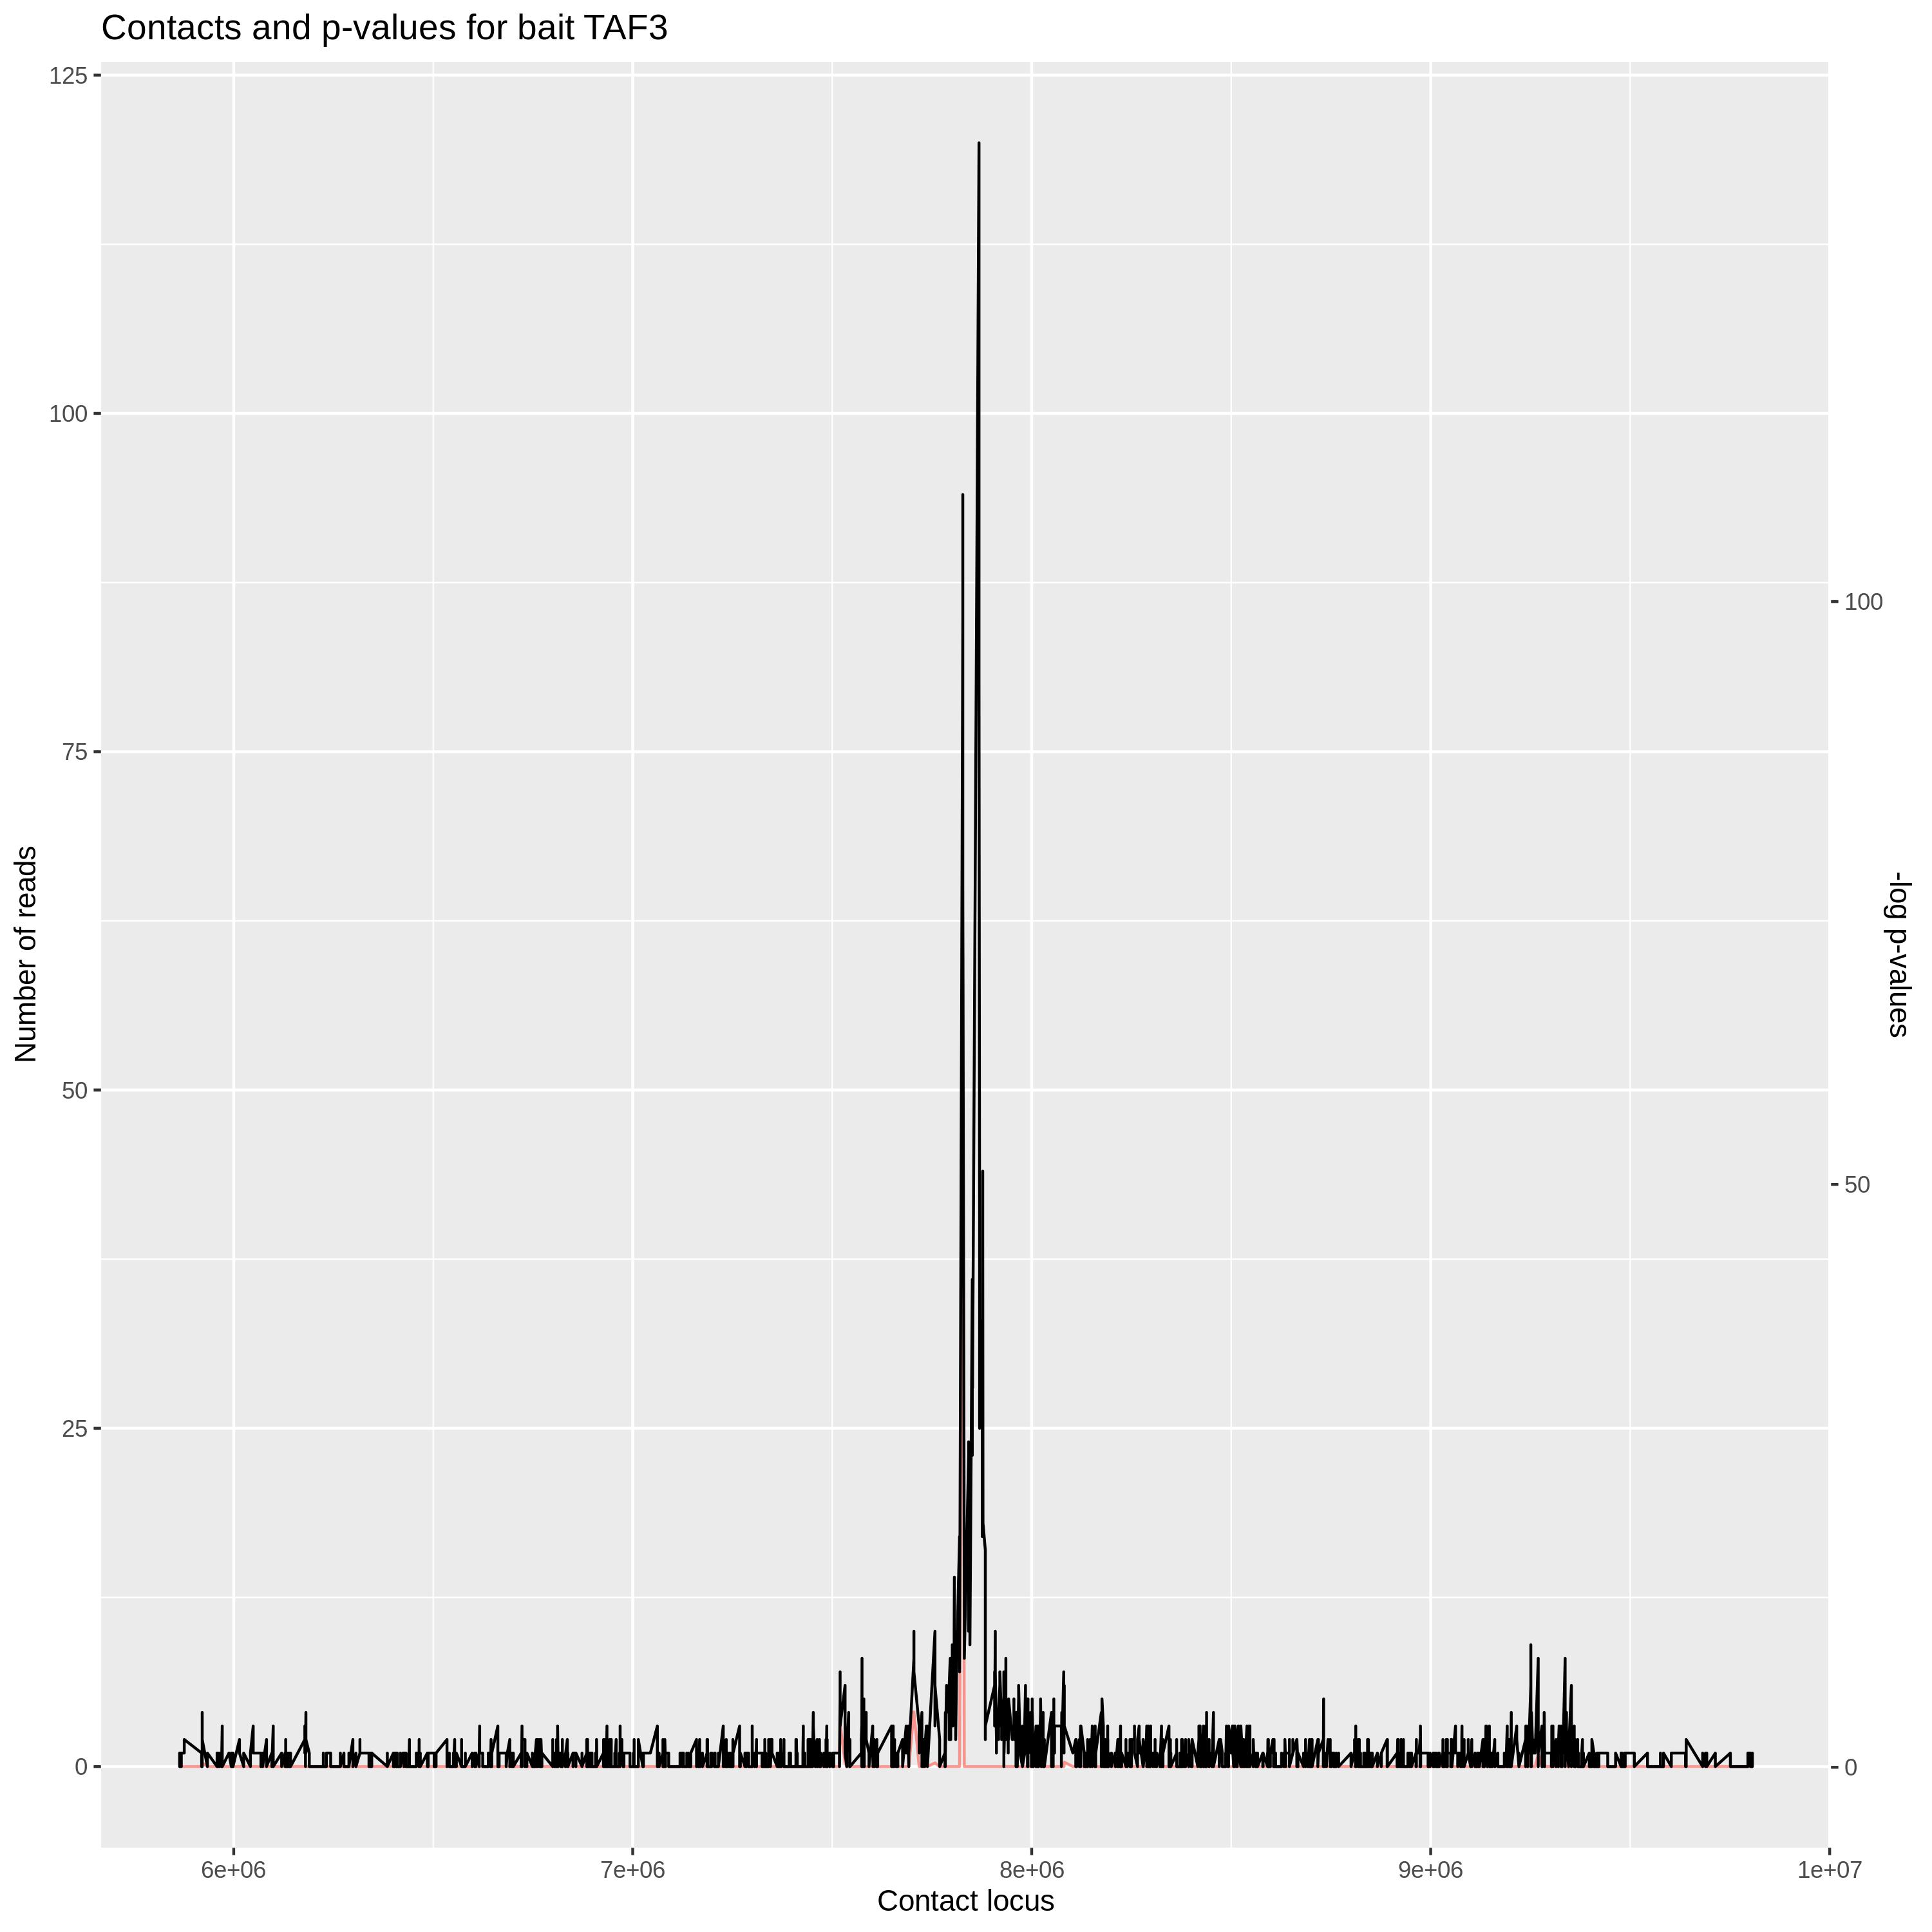 Contacts and p-values for bait TAF3
125
100
75
50
25
0
Number of reads
100
50
0
-log p-values
6e+06
7e+06
8e+06
9e+06
1e+07
Contact locus